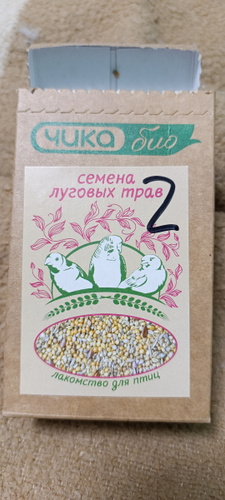 ЧИКА био
семена
луговых трав
2
лакомство для птиц